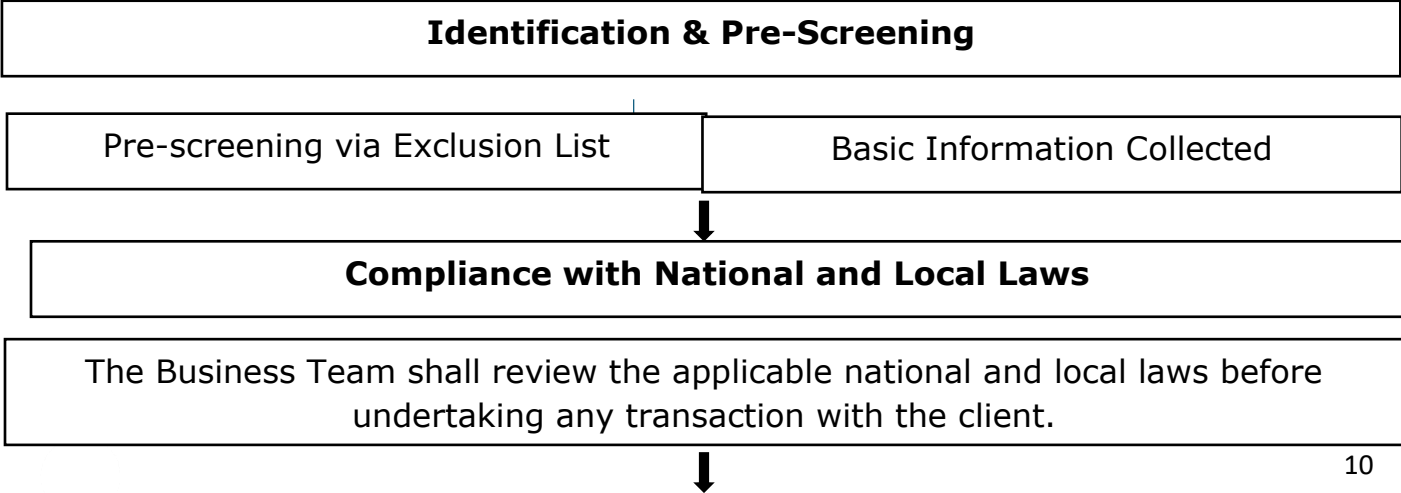 Identification & Pre-Screening
Pre-screening via Exclusion List
Basic Information Collected
Compliance with National and Local Laws
The Business Team shall review the applicable national and local laws before
undertaking any transaction with the client.
10